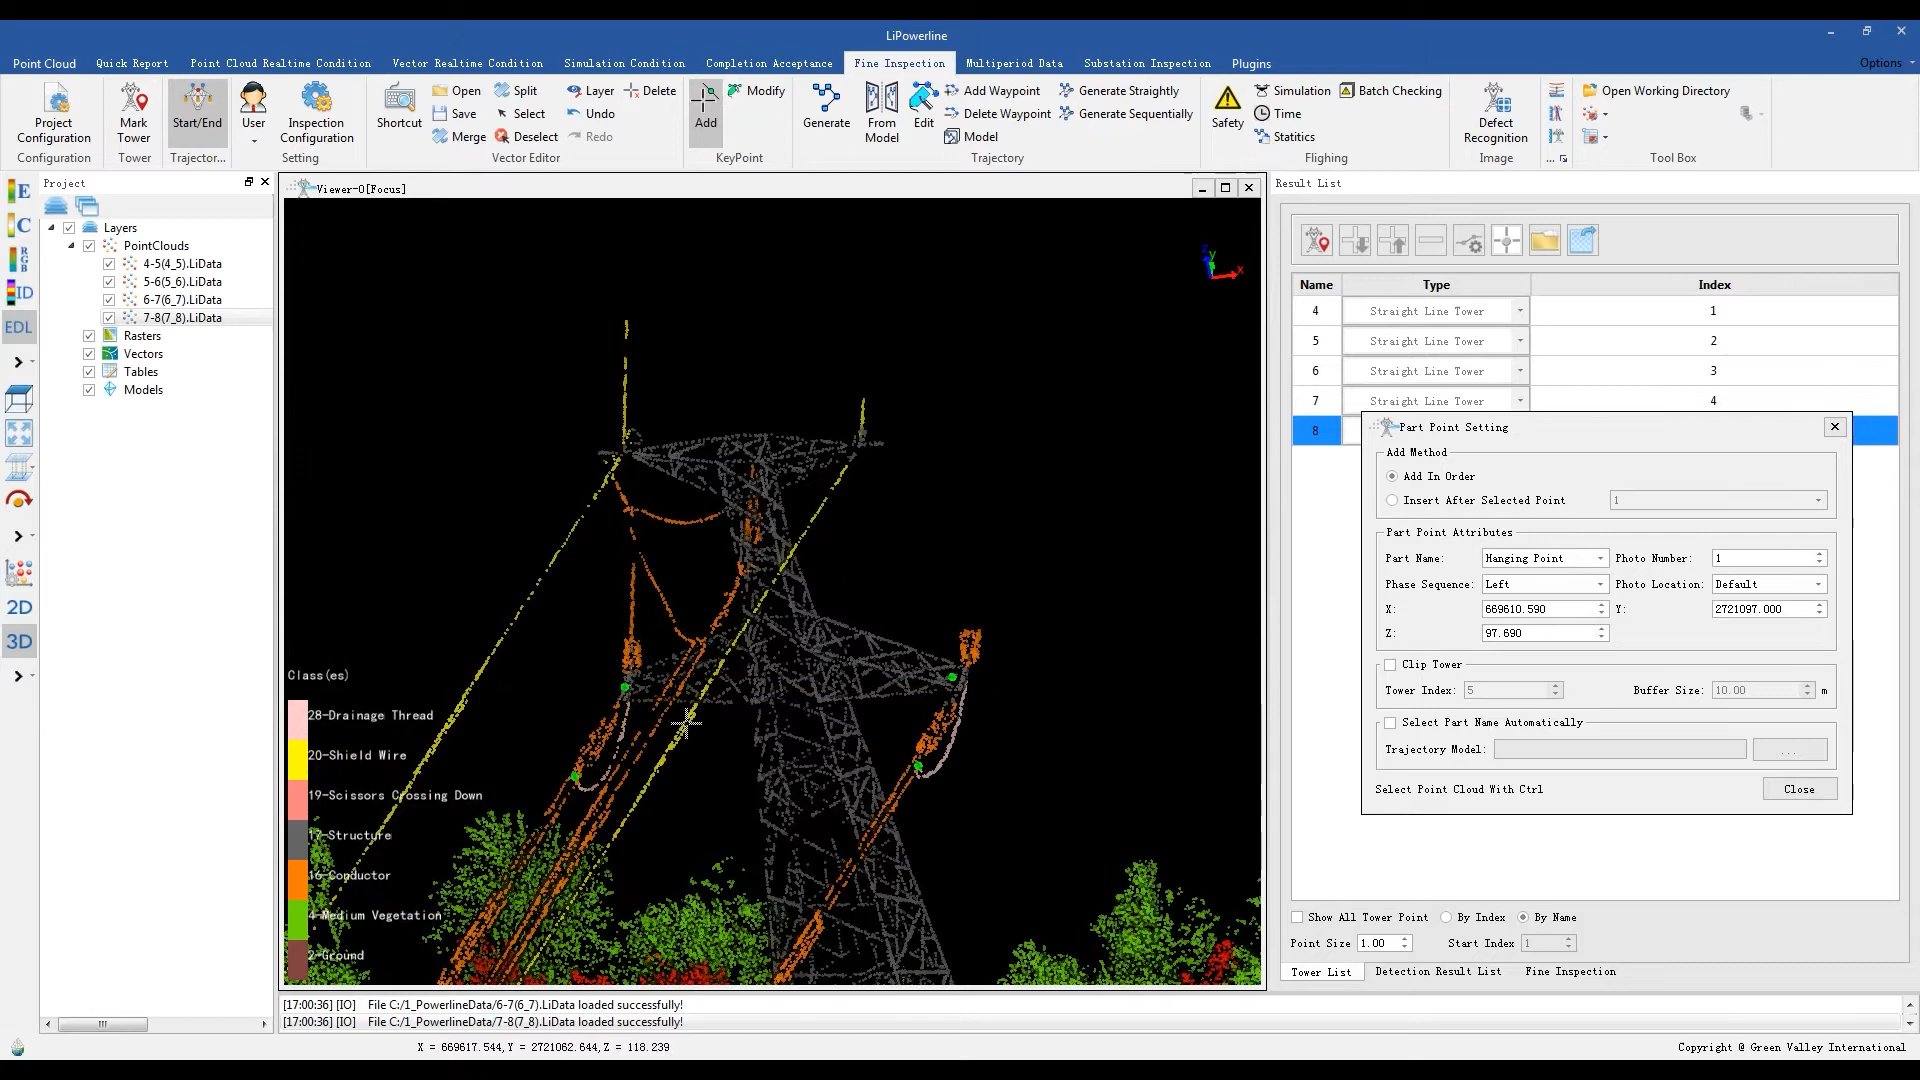 LiPowerline
Point Cloud
Quick Report
Point Cloud Realtime Condition
Vector Realtime Condition
Simulation Condition
Completion Acceptance
Fine Inspection
Multiperiod Data
Substation Inspection
Plugins
Options
Project Configuration
Configuration
Mark Tower
Tower
Start/End
Trajector...
User
Inspection Configuration
Setting
Shortcut
Open
Split
Layer
Delete
Save
Select
Undo
Merge
Deselect
Redo
Vector Editor
Add
Modify
KeyPoint
Generate
From Model
Edit
Add Waypoint
Generate Straightly
Delete Waypoint
Generate Sequentially
Model
Trajectory
Safety
Simulation
Batch Checking
Time
Statitics
Flighing
Defect Recognition
Image
...
Open Working Directory
Tool Box
Project
Layers
PointClouds
4-5(4_5).LiData
5-6(5_6).LiData
6-7(6_7).LiData
7-8(7_8).LiData
Rasters
Vectors
Tables
Models
E
C
RGB
ID
EDL
2D
3D
Viewer-0[Focus]
z
y
x
Class(es)
28-Drainage Thread
20-Shield Wire
19-Scissors Crossing Down
17-Structure
16-Conductor
4-Medium Vegetation
2-Ground
Result List
Name Type Index
4 Straight Line Tower 1
5 Straight Line Tower 2
6 Straight Line Tower 3
7 Straight Line Tower 4
8
Part Point Setting
Add Method
Add In Order
Insert After Selected Point 1
Part Point Attributes
Part Name: Hanging Point Photo Number: 1
Phase Sequence: Left Photo Location: Default
X: 669610.590 Y: 2721097.000
Z: 97.690
Clip Tower
Tower Index: 5 Buffer Size: 10.00 m
Select Part Name Automatically
Trajectory Model: ...
Select Point Cloud With Ctrl Close
Show All Tower Point By Index By Name
Point Size 1.00 Start Index 1
Tower List Detection Result List Fine Inspection
[17:00:36] [IO] File C:/1_PowerlineData/6-7(6_7).LiData loaded successfully!
[17:00:36] [IO] File C:/1_PowerlineData/7-8(7_8).LiData loaded successfully!
X = 669617.544, Y = 2721062.644, Z = 118.239
Copyright @ Green Valley International